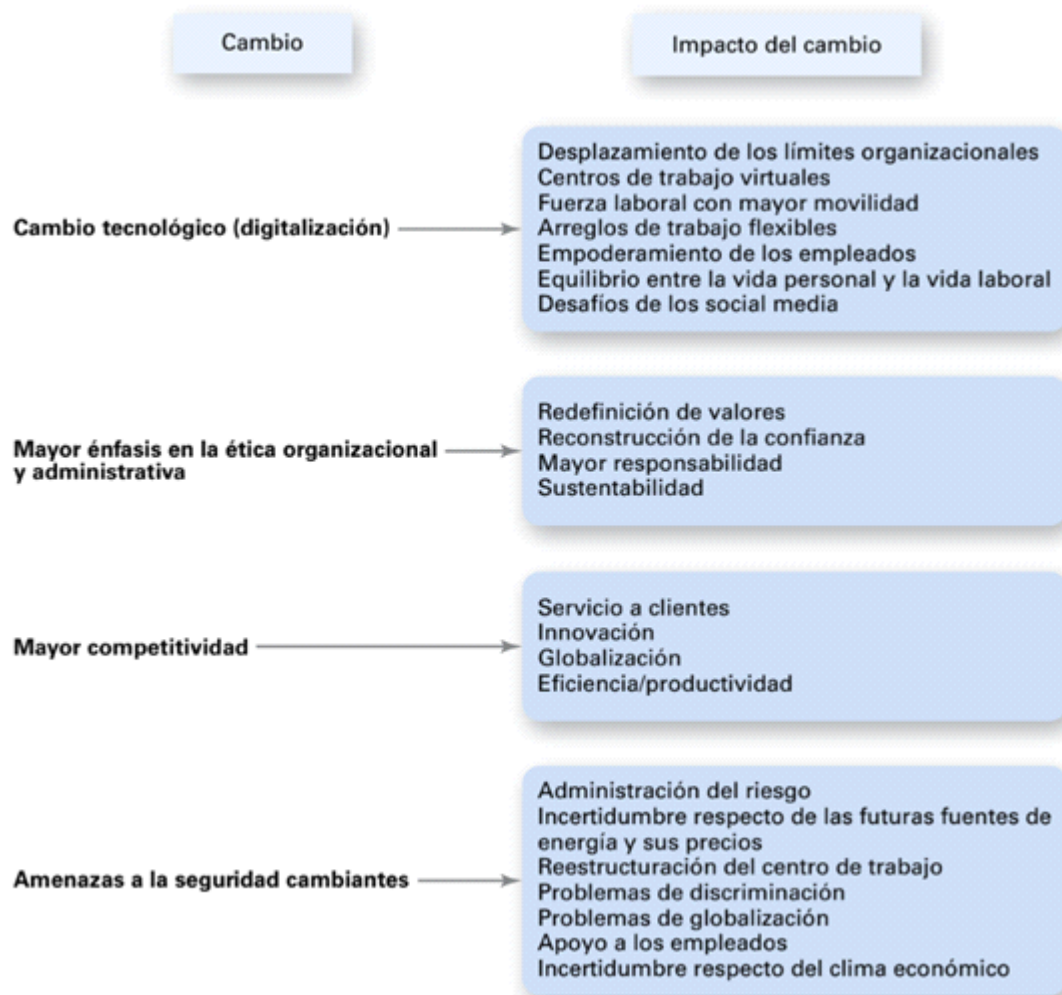 Cambio
Impacto del cambio
Cambio tecnológico (digitalización)
Desplazamiento de los límites organizacionales
Centros de trabajo virtuales
Fuerza laboral con mayor movilidad
Arreglos de trabajo flexibles
Empoderamiento de los empleados
Equilibrio entre la vida personal y la vida laboral
Desafíos de los social media
Mayor énfasis en la ética organizacional
y administrativa
Redefinición de valores
Reconstrucción de la confianza
Mayor responsabilidad
Sustentabilidad
Mayor competitividad
Servicio a clientes
Innovación
Globalización
Eficiencia/productividad
Amenazas a la seguridad cambiantes
Administración del riesgo
Incertidumbre respecto de las futuras fuentes de
energía y sus precios
Reestructuración del centro de trabajo
Problemas de discriminación
Problemas de globalización
Apoyo a los empleados
Incertidumbre respecto del clima económico